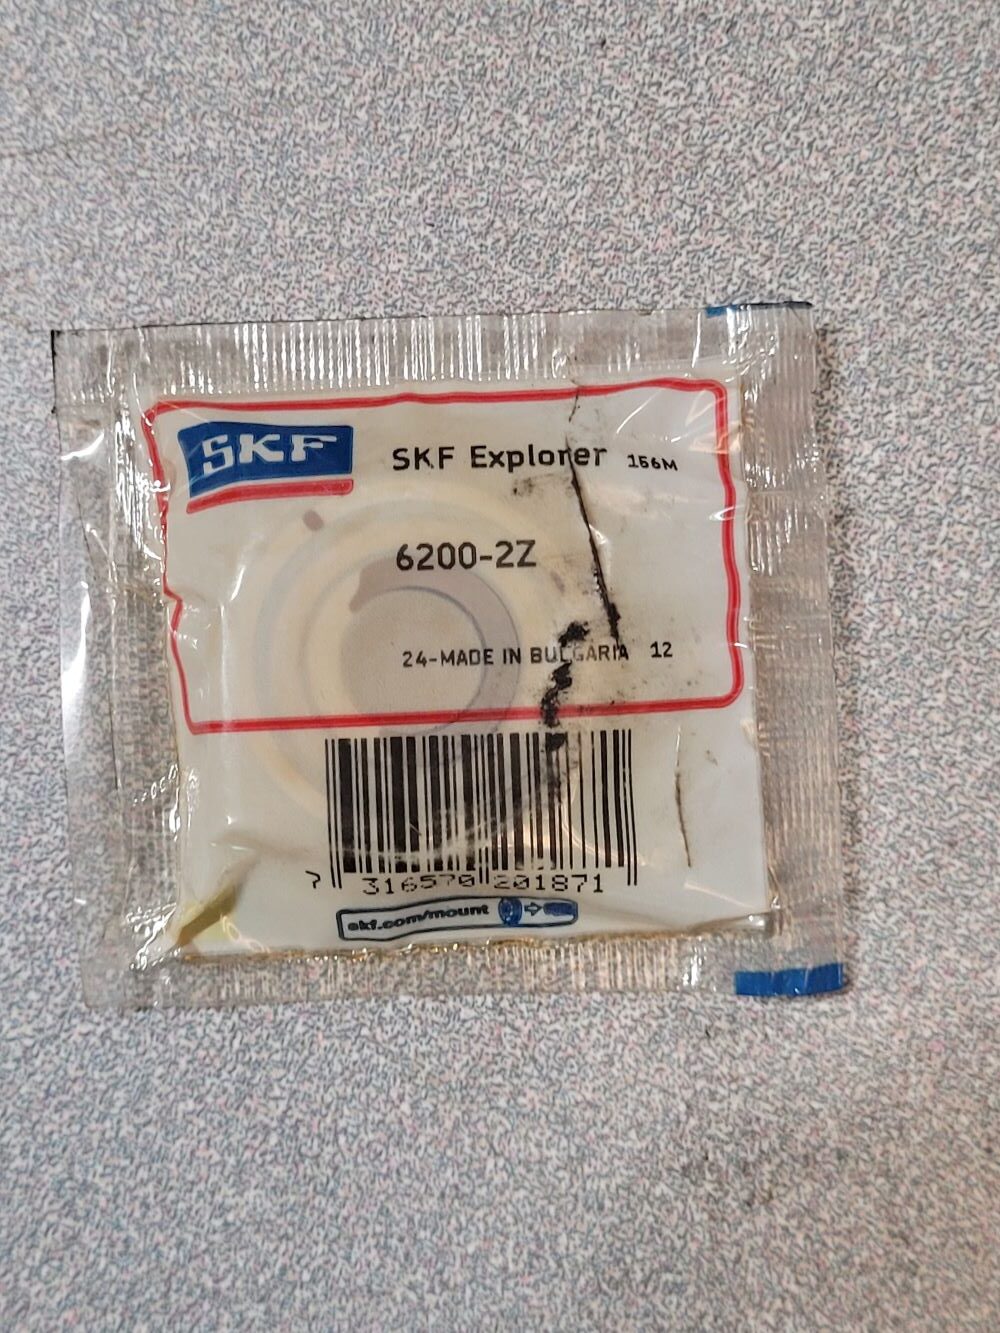 SKF
SKF Explorer 156M
6200-2Z
24-MADE IN BULGARIA 12
7 316570 201871
skf.com/mount